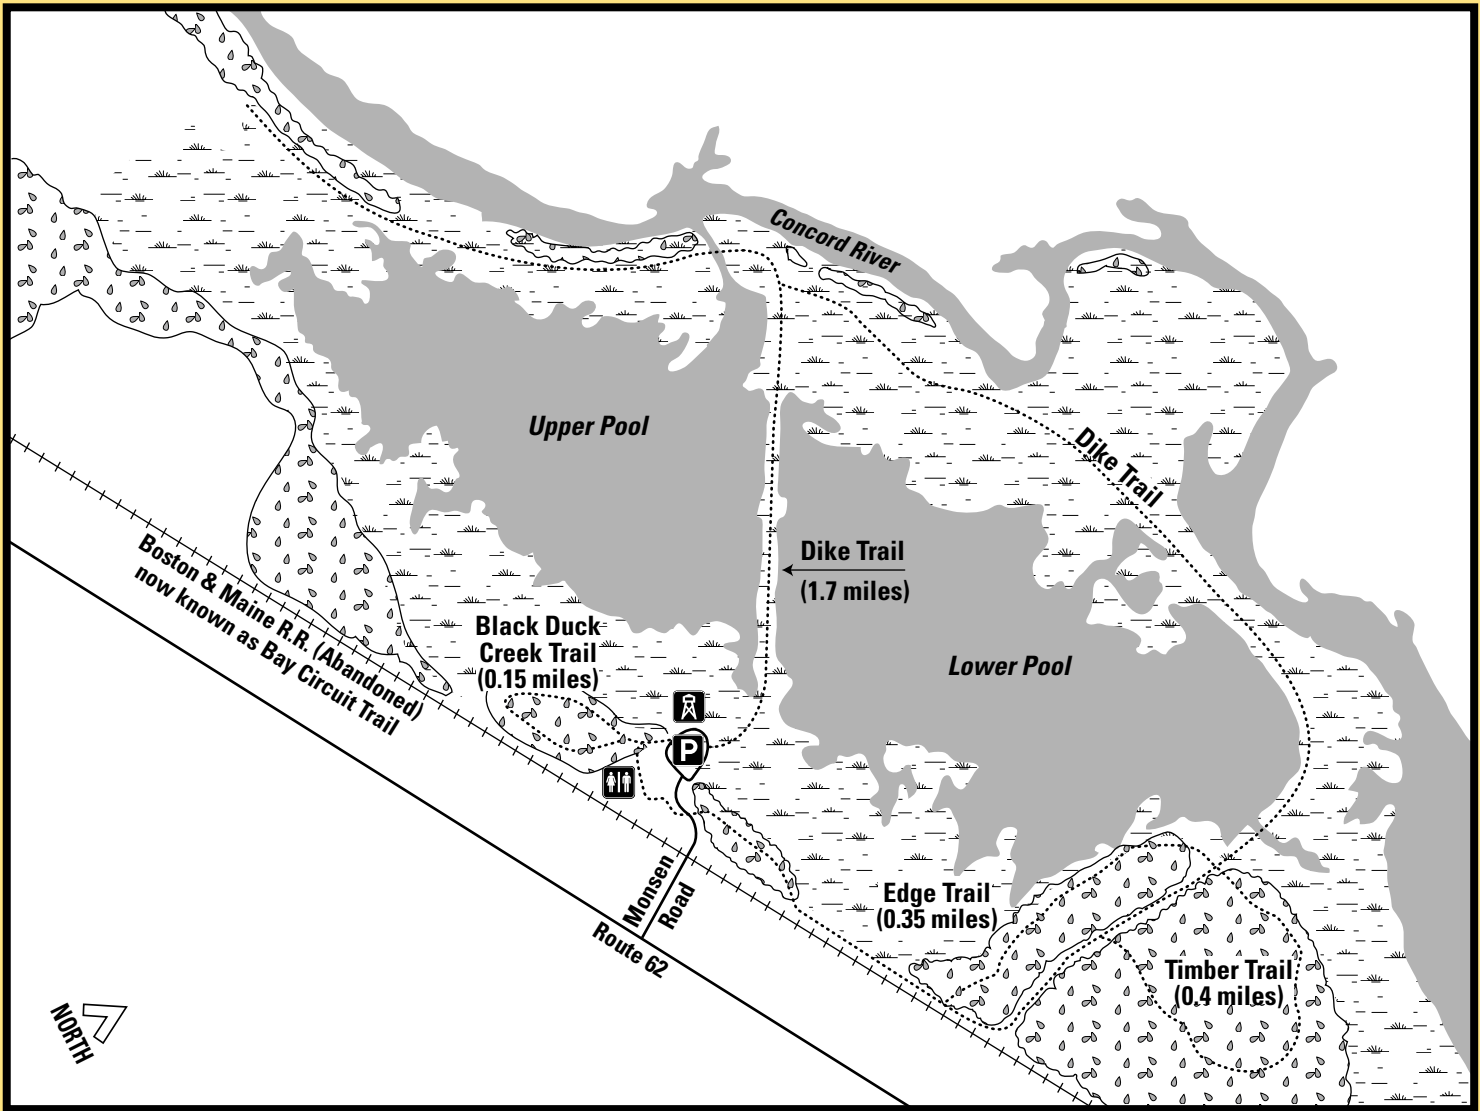 Concord River
Upper Pool
Dike Trail
Dike Trail
(1.7 miles)
Boston & Maine R.R. (Abandoned)
now known as Bay Circuit Trail
Black Duck
Creek Trail
(0.15 miles)
Lower Pool
P
Monsen
Road
Route 62
Edge Trail
(0.35 miles)
Timber Trail
(0.4 miles)
NORTH